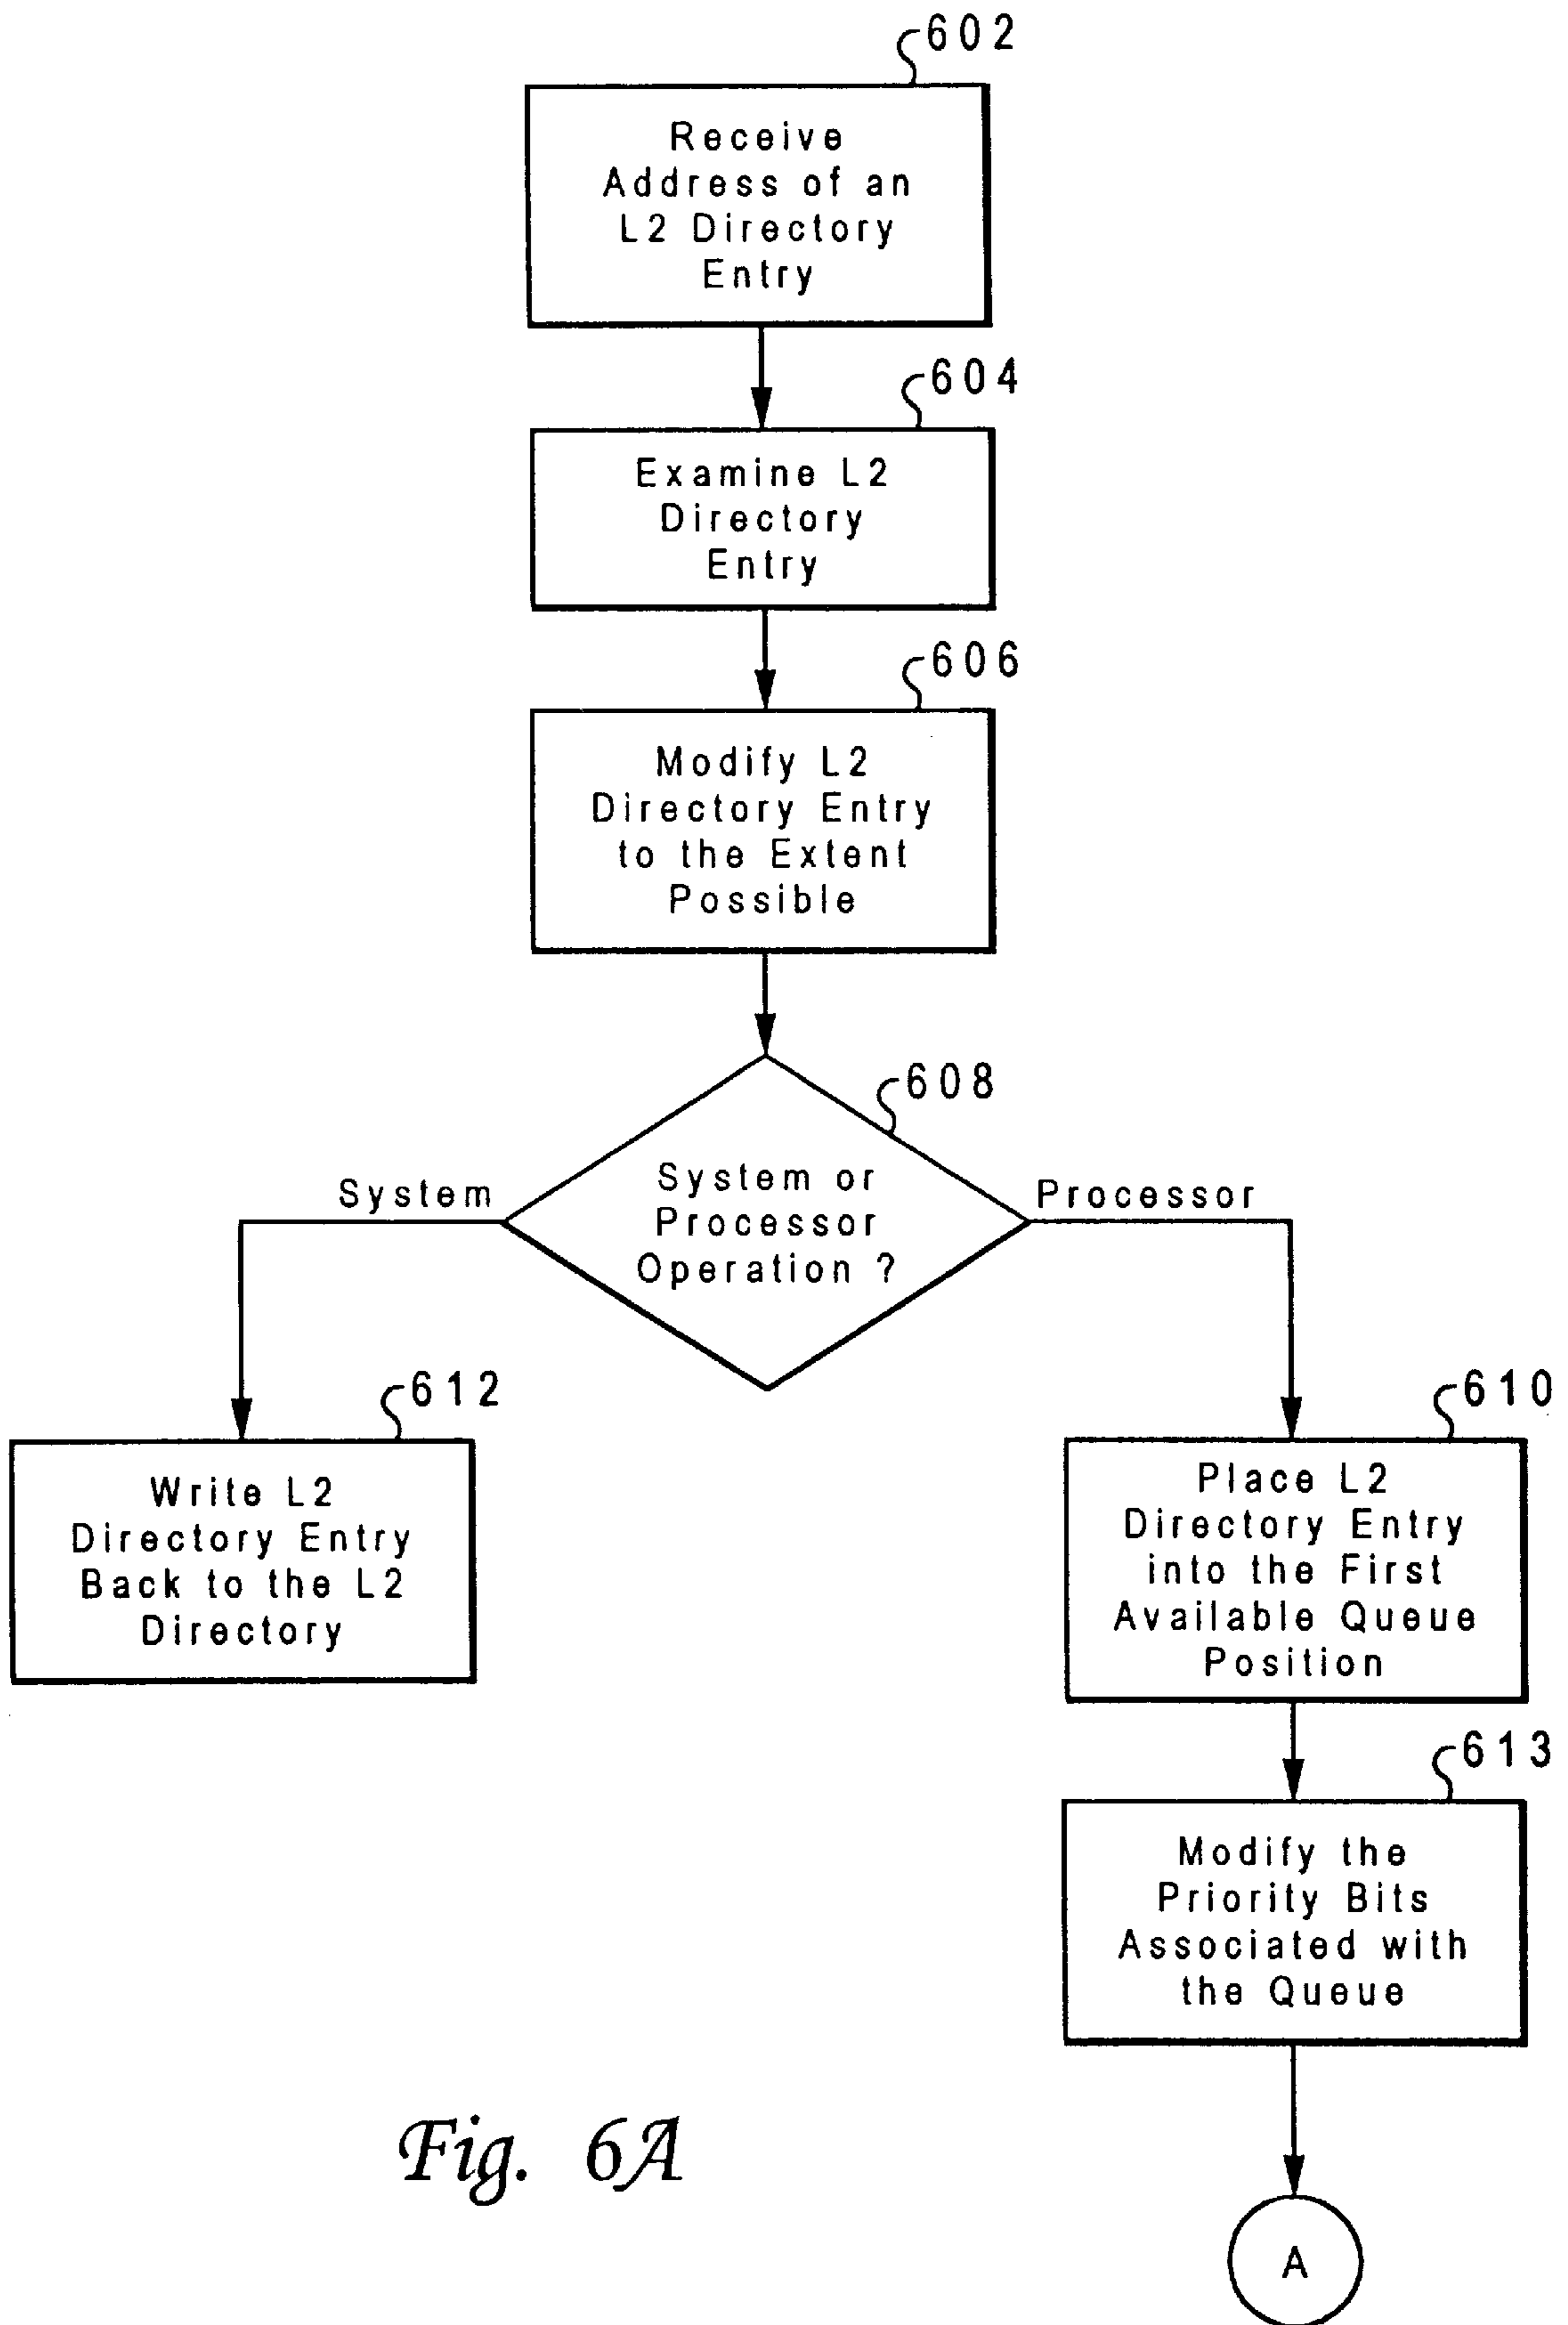 602
Receive
Address of an
L2 Directory
Entry
604
Examine L2
Directory
Entry
606
Modify L2
Directory Entry
to the Extent
Possible
608
System or
Processor
Operation ?
System
Processor
612
Write L2
Directory Entry
Back to the L2
Directory
610
Place L2
Directory Entry
into the First
Available Queue
Position
613
Modify the
Priority Bits
Associated with
the Queue
A
Fig. 6A